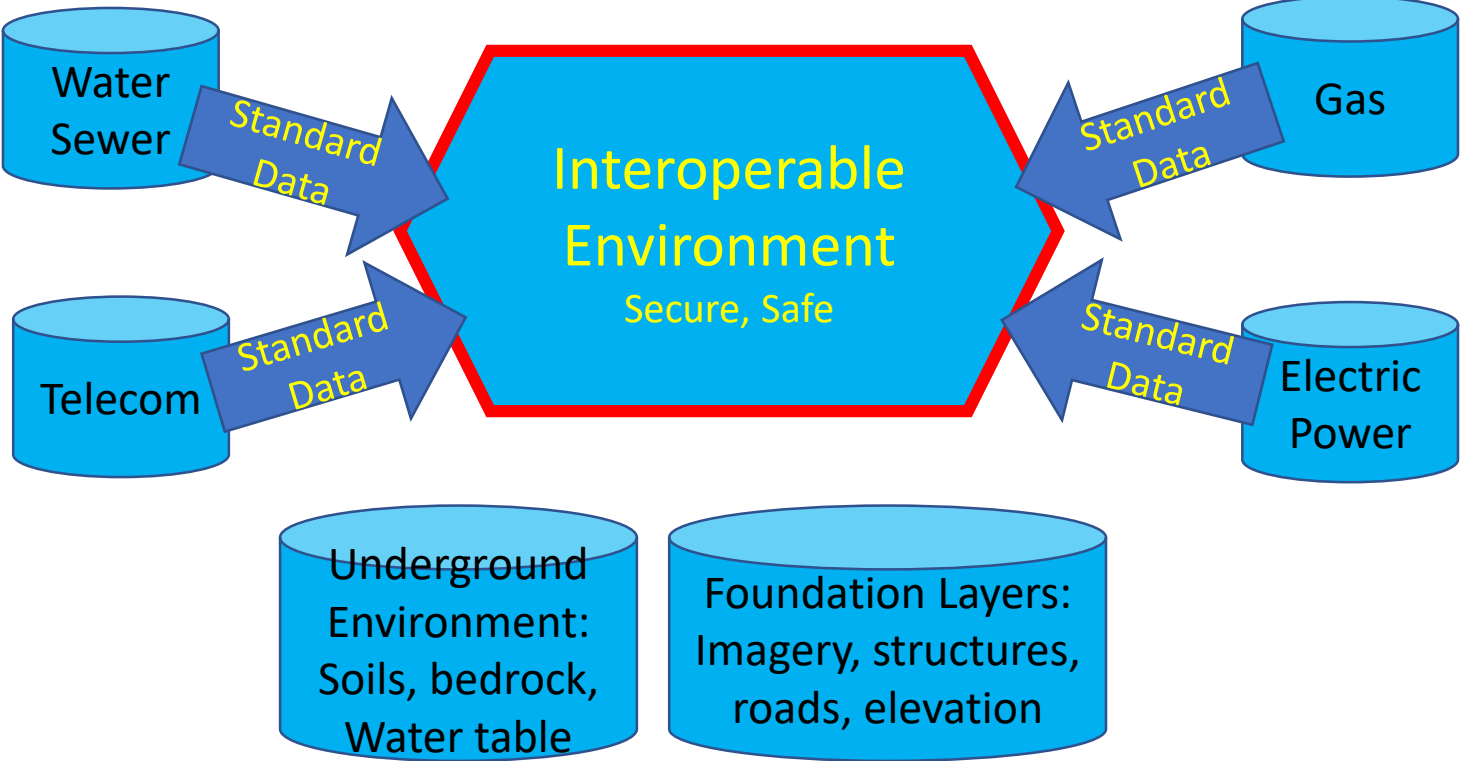 Water
Sewer
Standard
Data
Interoperable
Environment
Secure, Safe
Standard
Data
Gas
Telecom
Standard
Data
Standard
Data
Electric
Power
Underground
Environment:
Soils, bedrock,
Water table
Foundation Layers:
Imagery, structures,
roads, elevation